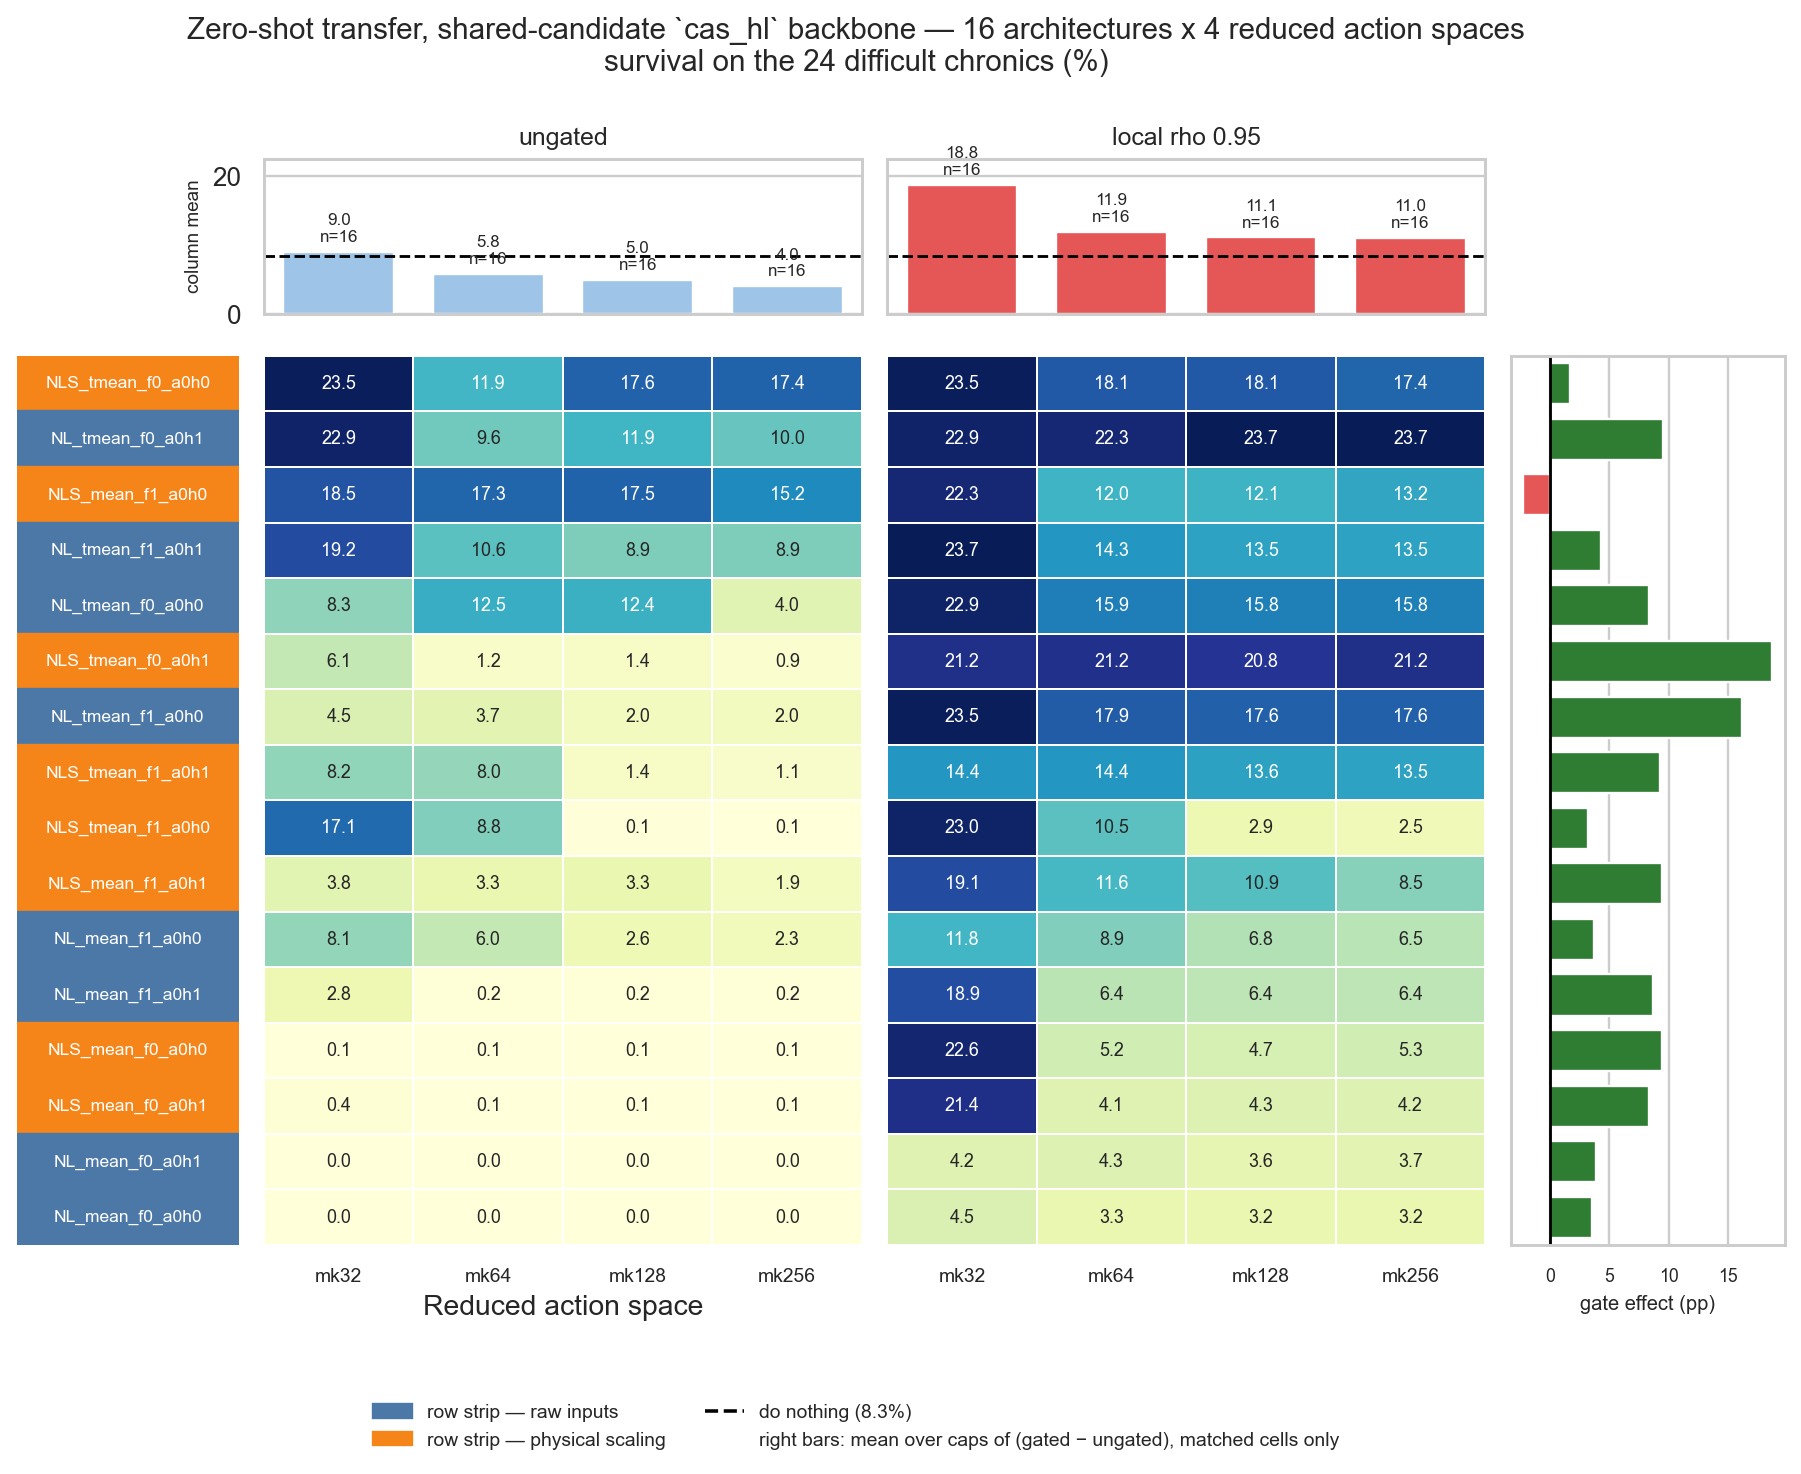 Zero-shot transfer, shared-candidate `cas_hl` backbone — 16 architectures x 4 reduced action spaces
survival on the 24 difficult chronics (%)
ungated
local rho 0.95
column mean
20
0
9.0
n=16
5.8
n=16
5.0
n=16
4.0
n=16
18.8
n=16
11.9
n=16
11.1
n=16
11.0
n=16
NLS_tmean_f0_a0h0 23.5 11.9 17.6 17.4 23.5 18.1 18.1 17.4
NL_tmean_f0_a0h1 22.9 9.6 11.9 10.0 22.9 22.3 23.7 23.7
NLS_mean_f1_a0h0 18.5 17.3 17.5 15.2 22.3 12.0 12.1 13.2
NL_tmean_f1_a0h1 19.2 10.6 8.9 8.9 23.7 14.3 13.5 13.5
NL_tmean_f0_a0h0 8.3 12.5 12.4 4.0 22.9 15.9 15.8 15.8
NLS_tmean_f0_a0h1 6.1 1.2 1.4 0.9 21.2 21.2 20.8 21.2
NL_tmean_f1_a0h0 4.5 3.7 2.0 2.0 23.5 17.9 17.6 17.6
NLS_tmean_f1_a0h1 8.2 8.0 1.4 1.1 14.4 14.4 13.6 13.5
NLS_tmean_f1_a0h0 17.1 8.8 0.1 0.1 23.0 10.5 2.9 2.5
NLS_mean_f1_a0h1 3.8 3.3 3.3 1.9 19.1 11.6 10.9 8.5
NL_mean_f1_a0h0 8.1 6.0 2.6 2.3 11.8 8.9 6.8 6.5
NL_mean_f1_a0h1 2.8 0.2 0.2 0.2 18.9 6.4 6.4 6.4
NLS_mean_f0_a0h0 0.1 0.1 0.1 0.1 22.6 5.2 4.7 5.3
NLS_mean_f0_a0h1 0.4 0.1 0.1 0.1 21.4 4.1 4.3 4.2
NL_mean_f0_a0h1 0.0 0.0 0.0 0.0 4.2 4.3 3.6 3.7
NL_mean_f0_a0h0 0.0 0.0 0.0 0.0 4.5 3.3 3.2 3.2
mk32 mk64 mk128 mk256 mk32 mk64 mk128 mk256 0 5 10 15
Reduced action space
gate effect (pp)
row strip — raw inputs
row strip — physical scaling
do nothing (8.3%)
right bars: mean over caps of (gated − ungated), matched cells only